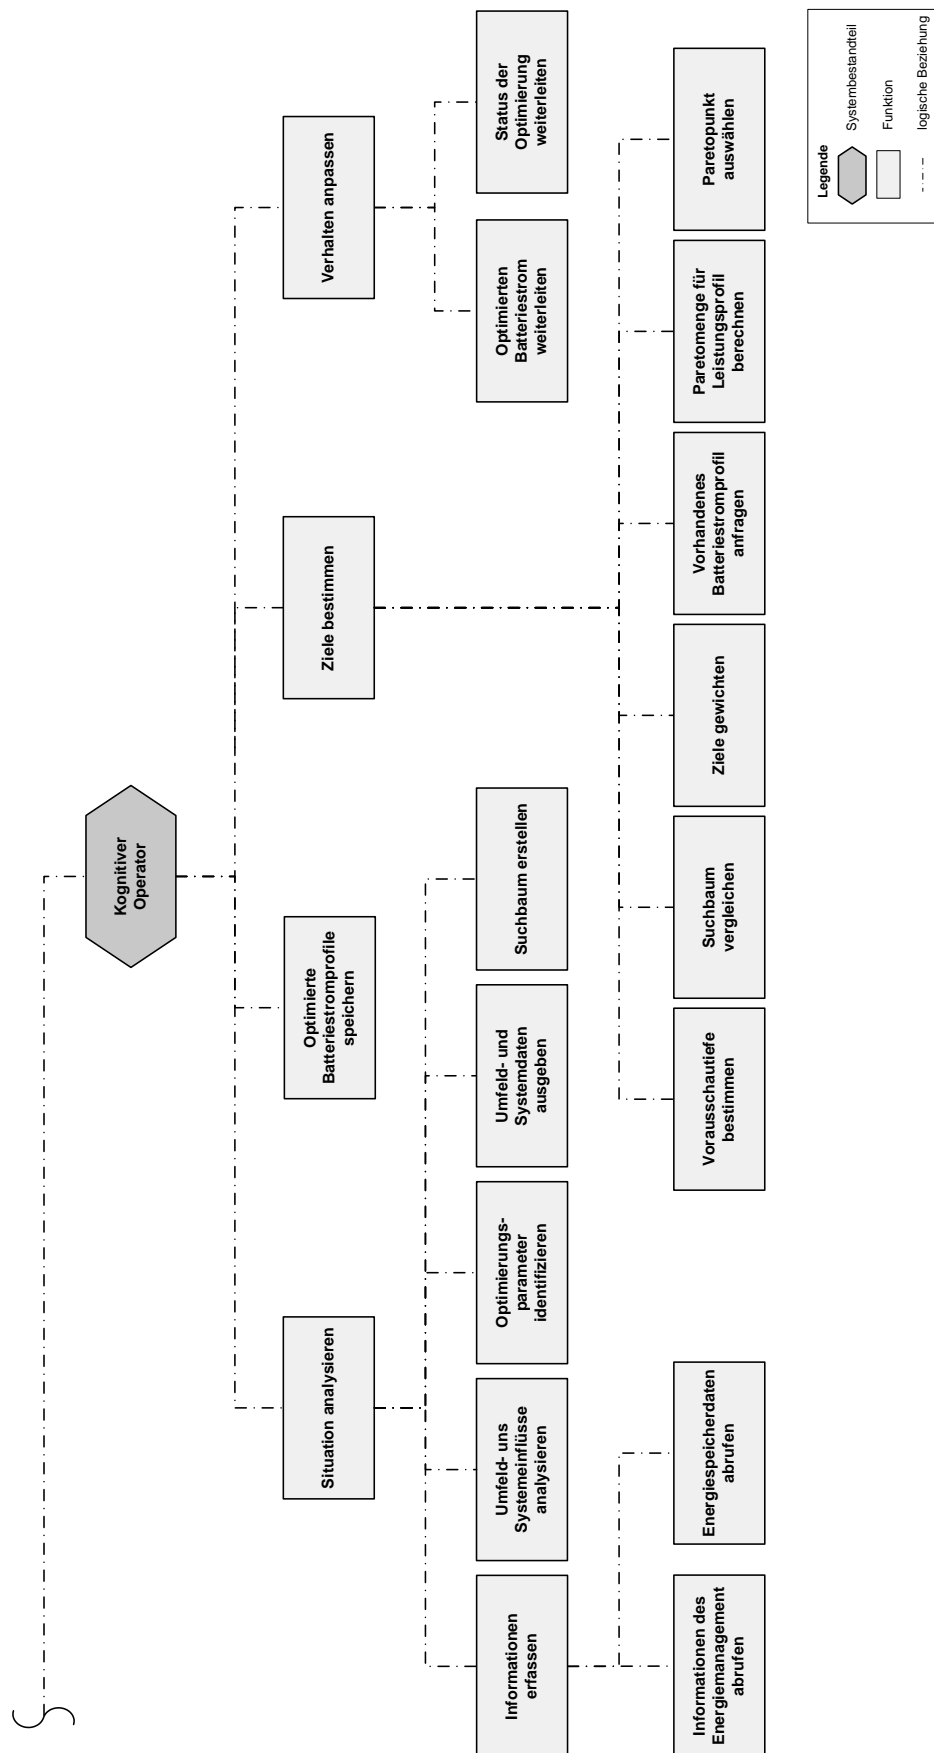 Kognitiver
Operator
Situation analysieren
Optimierte
Batteriestromprofile
speichern
Ziele bestimmen
Verhalten anpassen
Informationen
erfassen
Umfeld- uns
Systemeinflüsse
analysieren
Optimierungs-
parameter
identifizieren
Umfeld- und
Systemdaten
ausgeben
Suchbaum erstellen
Optimierten
Batteriestrom
weiterleiten
Status der
Optimierung
weiterleiten
Informationen des
Energiemanagement
abrufen
Energiespeicherdaten
abrufen
Vorausschautiefe
bestimmen
Suchbaum
vergleichen
Ziele gewichten
Vorhandenes
Batteriestromprofil
anfragen
Paretomenge für
Leistungsprofil
berechnen
Paretopunkt
auswählen
Legende
Systembestandteil
Funktion
logische Beziehung